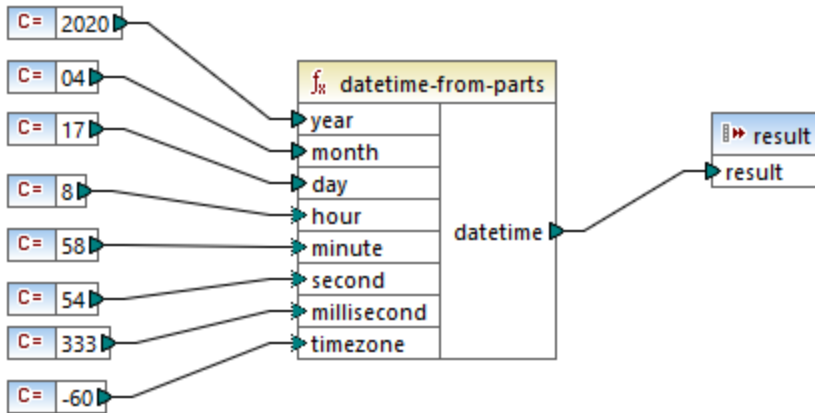 C= 2020
C= 04
C= 17
C= 8
C= 58
C= 54
C= 333
C= -60
fx datetime-from-parts
year
month
day
hour
minute
second
millisecond
timezone
datetime
result
result